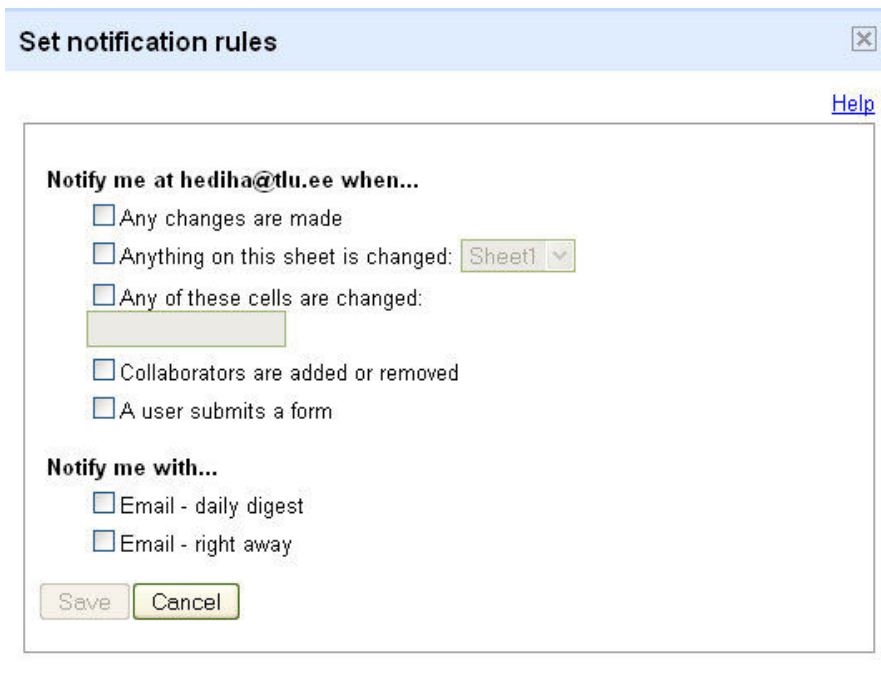 Set notification rules
Help
Notify me at hediha@tlu.ee when...
Any changes are made
Anything on this sheet is changed: Sheet1
Any of these cells are changed:
Collaborators are added or removed
A user submits a form
Notify me with...
Email - daily digest
Email - right away
Save Cancel